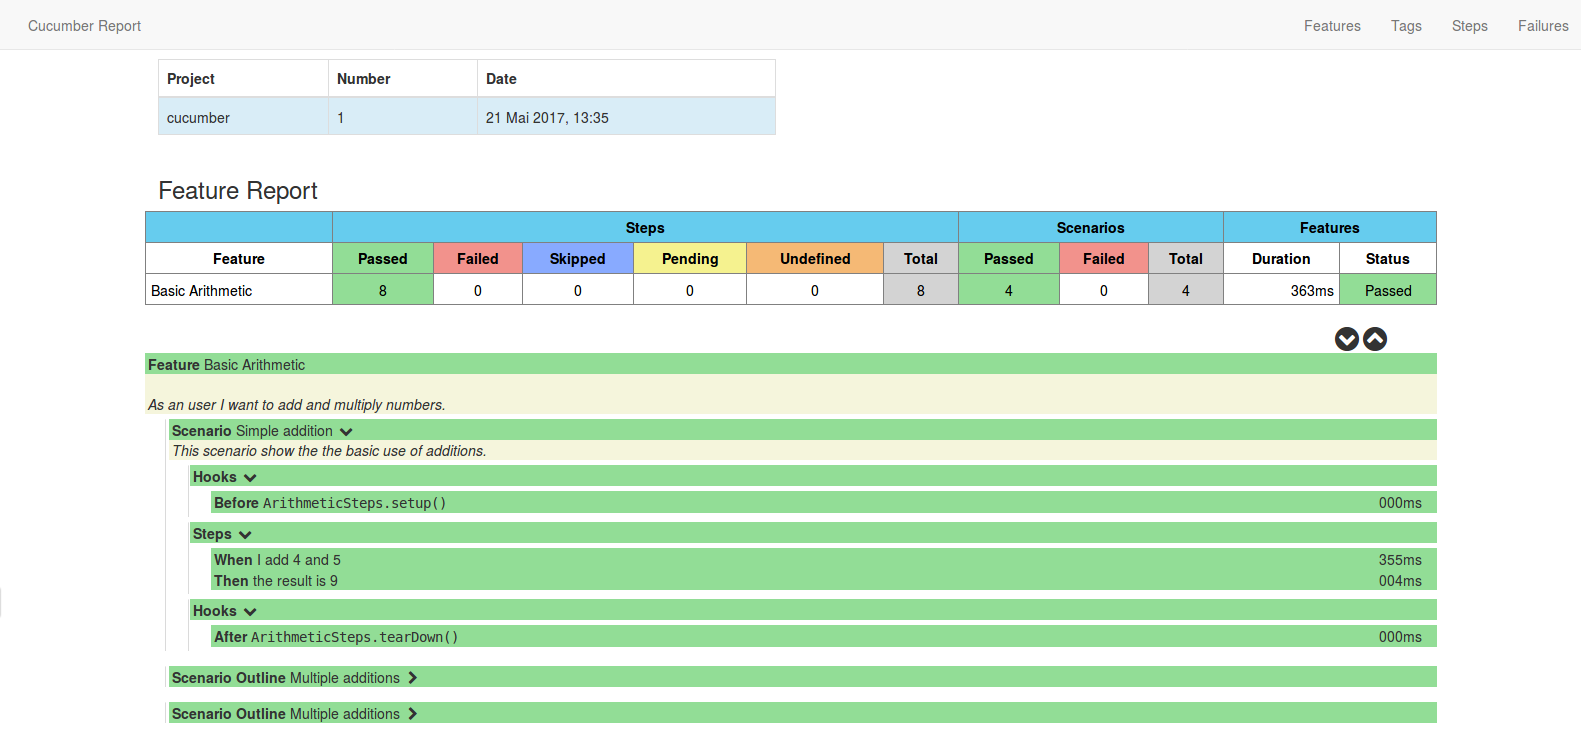 Cucumber Report Features Tags Steps Failures
Project Number Date
cucumber 1 21 Mai 2017, 13:35
Feature Report
Steps Scenarios Features
Feature Passed Failed Skipped Pending Undefined Total Passed Failed Total Duration Status
Basic Arithmetic 8 0 0 0 0 8 4 0 4 363ms Passed
Feature Basic Arithmetic
As an user I want to add and multiply numbers.
Scenario Simple addition
This scenario show the the basic use of additions.
Hooks
Before ArithmeticSteps.setup() 000ms
Steps
When I add 4 and 5 355ms
Then the result is 9 004ms
Hooks
After ArithmeticSteps.tearDown() 000ms
Scenario Outline Multiple additions
Scenario Outline Multiple additions